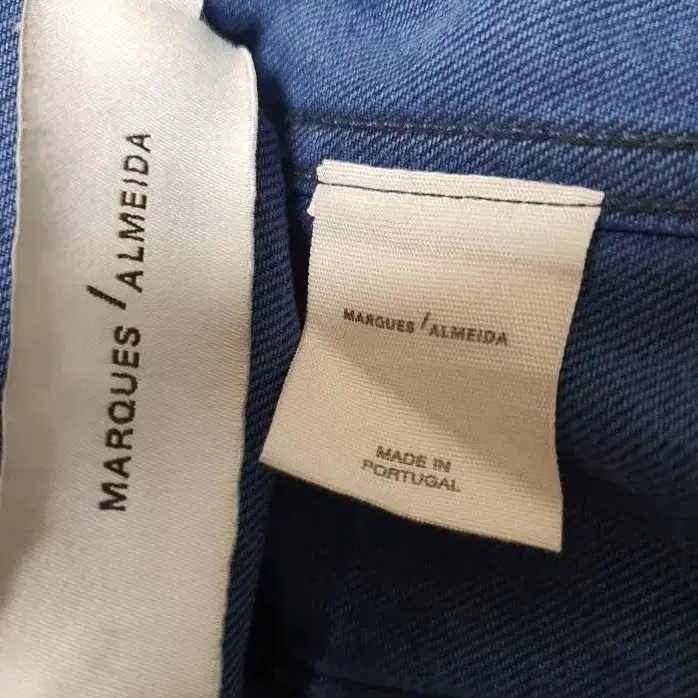 MARQUES / ALMEIDA
MARQUES / ALMEIDA
MADE IN
PORTUGAL